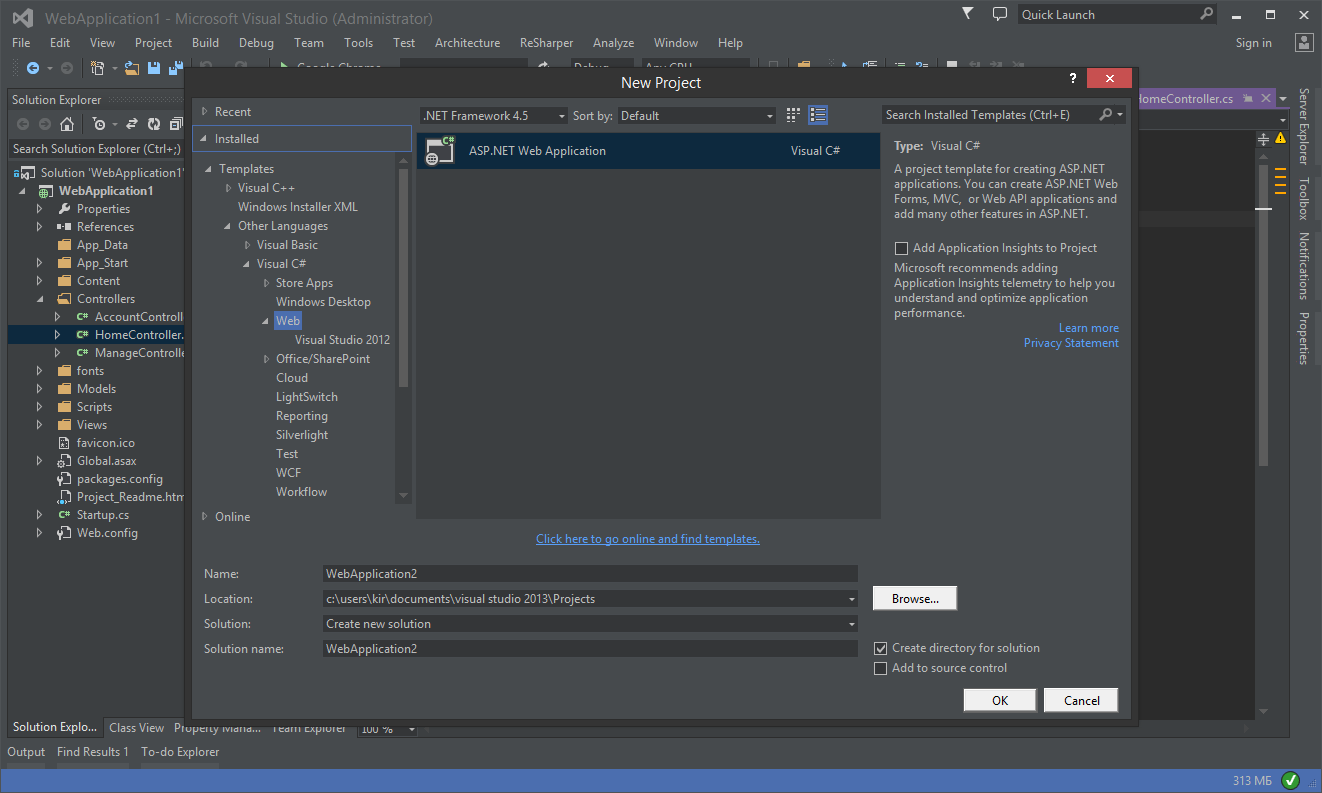 WebApplication1 - Microsoft Visual Studio (Administrator)
Quick Launch
File Edit View Project Build Debug Team Tools Test Architecture ReSharper Analyze Window Help
Sign in
Google Chrome
Debug
Any CPU
New Project
?
Solution Explorer
Search Solution Explorer (Ctrl+;)
Solution 'WebApplication1'
WebApplication1
Properties
References
App_Data
App_Start
Content
Controllers
AccountControll
HomeController.
ManageControlle
fonts
Models
Scripts
Views
favicon.ico
Global.asax
packages.config
Project_Readme.htm
Startup.cs
Web.config
Recent
Installed
Templates
Visual C++
Windows Installer XML
Other Languages
Visual Basic
Visual C#
Store Apps
Windows Desktop
Web
Visual Studio 2012
Office/SharePoint
Cloud
LightSwitch
Reporting
Silverlight
Test
WCF
Workflow
Online
.NET Framework 4.5
Sort by: Default
ASP.NET Web Application
Visual C#
Click here to go online and find templates.
Search Installed Templates (Ctrl+E)
Type: Visual C#
A project template for creating ASP.NET
applications. You can create ASP.NET Web
Forms, MVC, or Web API applications and
add many other features in ASP.NET.
Add Application Insights to Project
Microsoft recommends adding
Application Insights telemetry to help you
understand and optimize application
performance.
Learn more
Privacy Statement
Name: WebApplication2
Location: c:\users\kir\documents\visual studio 2013\Projects
Browse...
Solution: Create new solution
Solution name: WebApplication2
Create directory for solution
Add to source control
OK
Cancel
HomeController.cs
Server Explorer
Toolbox
Notifications
Properties
Solution Explo... Class View Property Mana... Team Explorer
100 %
Output Find Results 1 To-do Explorer
313 МБ